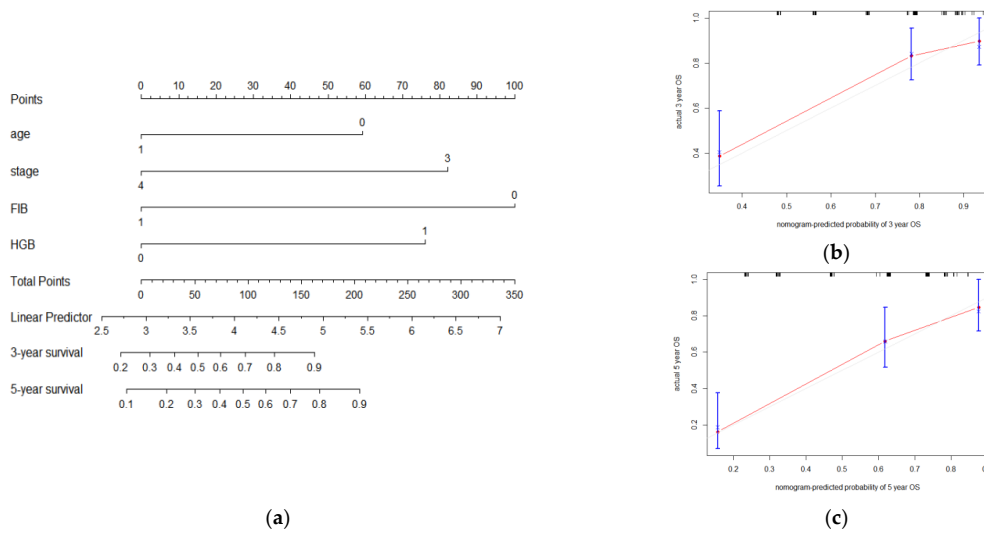 0 10 20 30 40 50 60 70 80 90 100
Points
0
age
1
3
stage
4
0
FIB
1
1
HGB
0
Total Points
0 50 100 150 200 250 300 350
Linear Predictor
2.5 3 3.5 4 4.5 5 5.5 6 6.5 7
3-year survival
0.2 0.3 0.4 0.5 0.6 0.7 0.8 0.9
5-year survival
0.1 0.2 0.3 0.4 0.5 0.6 0.7 0.8 0.9
(a)
actual 3 year OS
1.0
0.8
0.6
0.4
0.4 0.5 0.6 0.7 0.8 0.9
nomogram-predicted probability of 3 year OS
(b)
actual 5 year OS
1.0
0.8
0.6
0.4
0.2
0.2 0.3 0.4 0.5 0.6 0.7 0.8
nomogram-predicted probability of 5 year OS
(c)